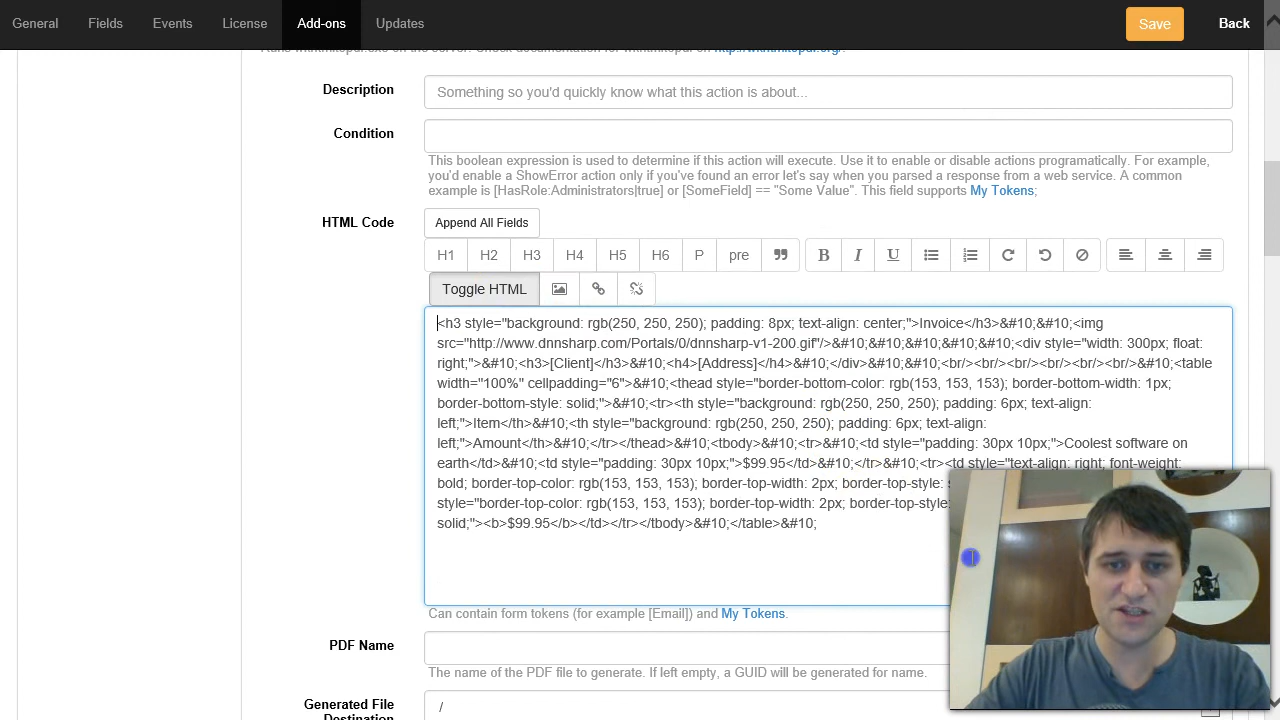 General Fields Events License Add-ons Updates Save Back
Description Something so you'd quickly know what this action is about...
Condition
This boolean expression is used to determine if this action will execute. Use it to enable or disable actions programatically. For example,
you'd enable a ShowError action only if you've found an error let's say when you parsed a response from a web service. A common
example is [HasRole:Administrators|true] or [SomeField] == "Some Value". This field supports My Tokens;
HTML Code Append All Fields
H1 H2 H3 H4 H5 H6 P pre B I U
Toggle HTML
<h3 style="background: rgb(250, 250, 250); padding: 8px; text-align: center;">Invoice</h3>&#10;&#10;<img
src="http://www.dnnsharp.com/Portals/0/dnnsharp-v1-200.gif"/>&#10;&#10;&#10;&#10;&#10;<div style="width: 300px; float:
right;">&#10;<h3>[Client]</h3>&#10;<h4>[Address]</h4>&#10;</div>&#10;<br/><br/><br/><br/><br/><br/>&#10;<table
width="100%" cellpadding="6">&#10;<thead style="border-bottom-color: rgb(153, 153, 153); border-bottom-width: 1px;
border-bottom-style: solid;">&#10;<tr><th style="background: rgb(250, 250, 250); padding: 6px; text-align:
left;">Item</th>&#10;<th style="background: rgb(250, 250, 250); padding: 6px; text-align:
left;">Amount</th>&#10;</tr></thead>&#10;<tbody>&#10;<tr>&#10;<td style="padding: 30px 10px;">Coolest software on
earth</td>&#10;<td style="padding: 30px 10px;">$99.95</td>&#10;</tr>&#10;<tr><td style="text-align: right; font-weight:
bold; border-top-color: rgb(153, 153, 153); border-top-width: 2px; border-top-style:
style="border-top-color: rgb(153, 153, 153); border-top-width: 2px; border-top-style:
solid;"><b>$99.95</b></td></tr></tbody>&#10;</table>&#10;
Can contain form tokens (for example [Email]) and My Tokens.
PDF Name
The name of the PDF file to generate. If left empty, a GUID will be generated for name.
Generated File /
Destination